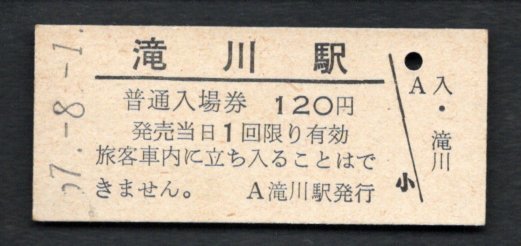 滝川駅
普通入場券 120円
発売当日1回限り有効
旅客車内に立ち入ることはで
きません。 A滝川駅発行
57.-8.-1.
入・滝川
A
小